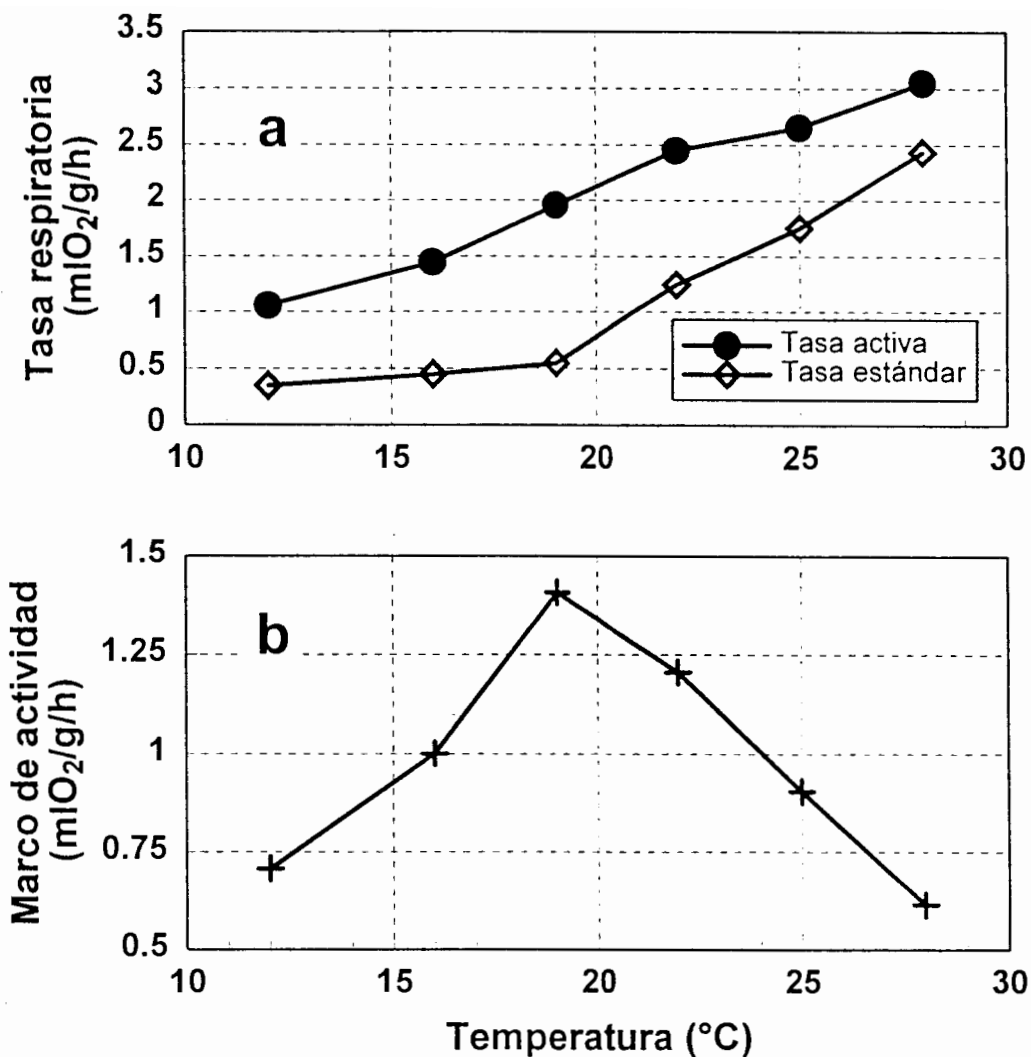 3.5
3
2.5
2
1.5
1
0.5
0
a
Tasa respiratoria
(mlO₂/g/h)
Tasa activa
Tasa estándar
10 15 20 25 30
1.5
1.25
1
0.75
0.5
b
Marco de actividad
(mlO₂/g/h)
10 15 20 25 30
Temperatura (°C)